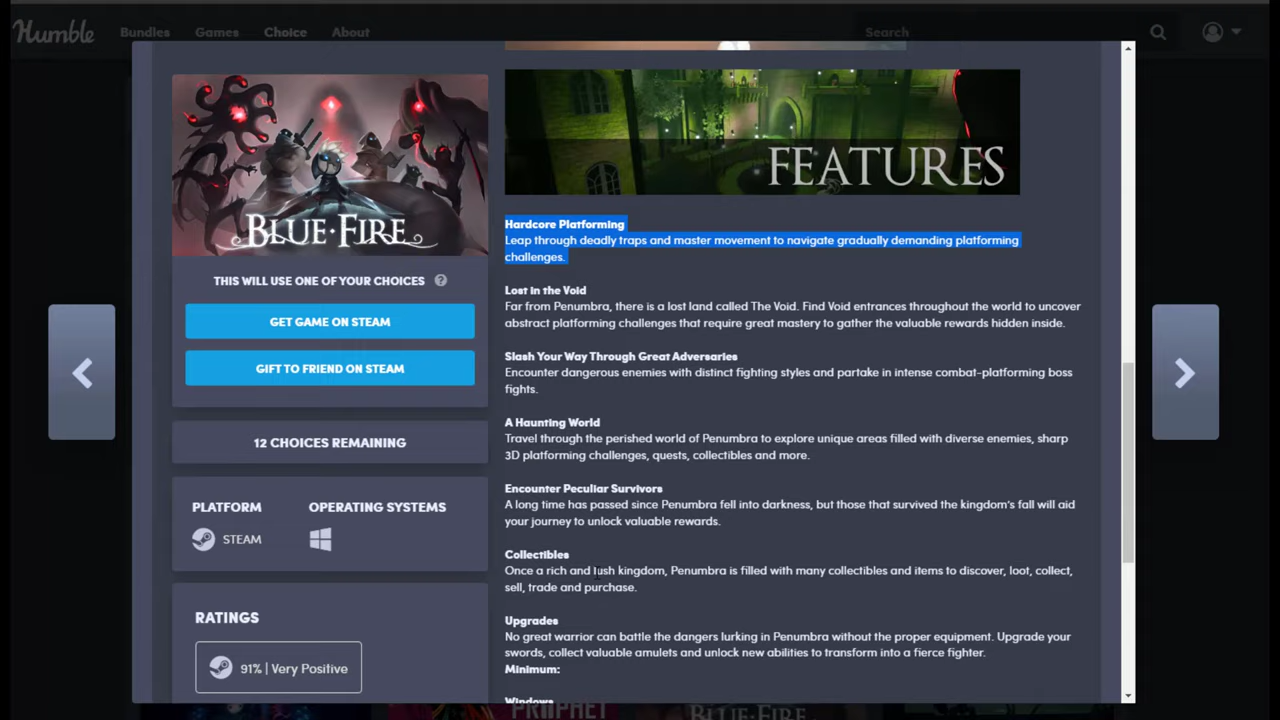 Humble
Bundles
Games
Choice
About
Search
BLUE·FIRE
THIS WILL USE ONE OF YOUR CHOICES ?
GET GAME ON STEAM
GIFT TO FRIEND ON STEAM
12 CHOICES REMAINING
PLATFORM
OPERATING SYSTEMS
STEAM
RATINGS
91% | Very Positive
FEATURES
Hardcore Platforming
Leap through deadly traps and master movement to navigate gradually demanding platforming
challenges.
Lost in the Void
Far from Penumbra, there is a lost land called The Void. Find Void entrances throughout the world to uncover
abstract platforming challenges that require great mastery to gather the valuable rewards hidden inside.
Slash Your Way Through Great Adversaries
Encounter dangerous enemies with distinct fighting styles and partake in intense combat-platforming boss
fights.
A Haunting World
Travel through the perished world of Penumbra to explore unique areas filled with diverse enemies, sharp
3D platforming challenges, quests, collectibles and more.
Encounter Peculiar Survivors
A long time has passed since Penumbra fell into darkness, but those that survived the kingdom's fall will aid
your journey to unlock valuable rewards.
Collectibles
Once a rich and lush kingdom, Penumbra is filled with many collectibles and items to discover, loot, collect,
sell, trade and purchase.
Upgrades
No great warrior can battle the dangers lurking in Penumbra without the proper equipment. Upgrade your
swords, collect valuable amulets and unlock new abilities to transform into a fierce fighter.
Minimum:
Windows
PROPHET
BLUE·FIRE